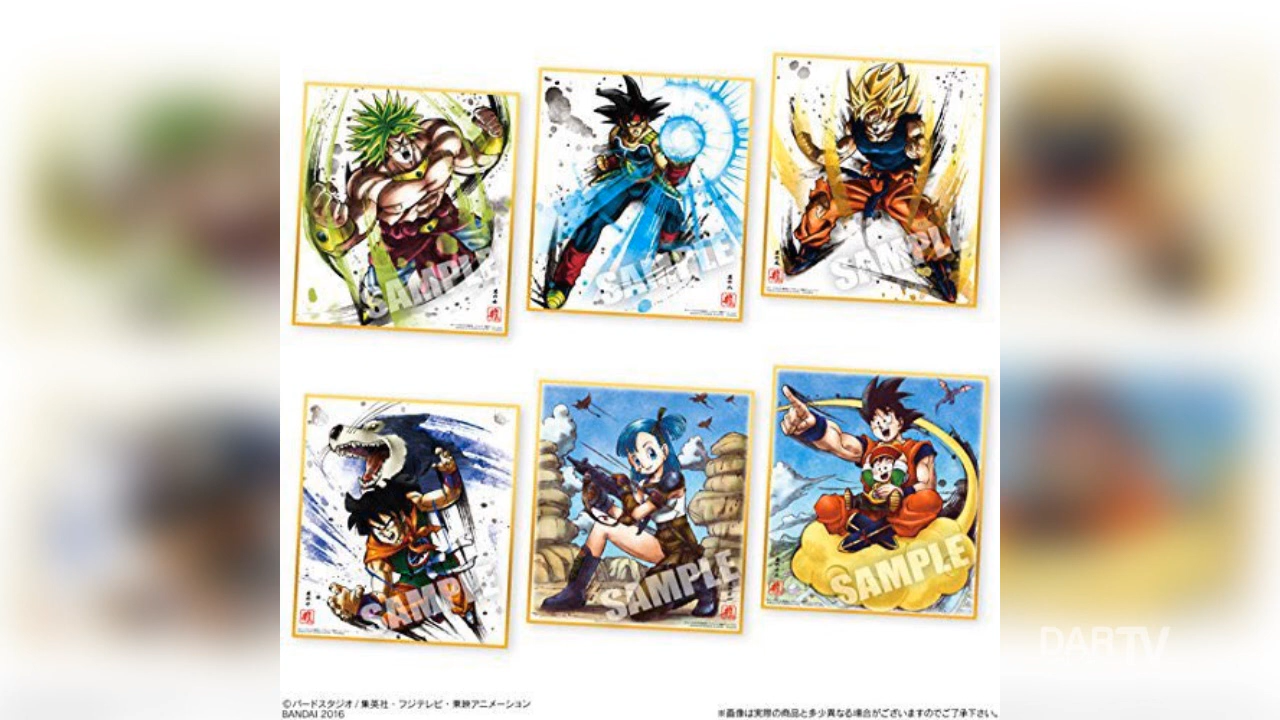 SAMPLE
SAMPLE
SAMPLE
SAMPLE
SAMPLE
SAMPLE
DARTV
©バードスタジオ / 集英社・フジテレビ・東映アニメーション
BANDAI 2016
※画像は実際の商品と多少異なる場合がございますのでご了承下さい。